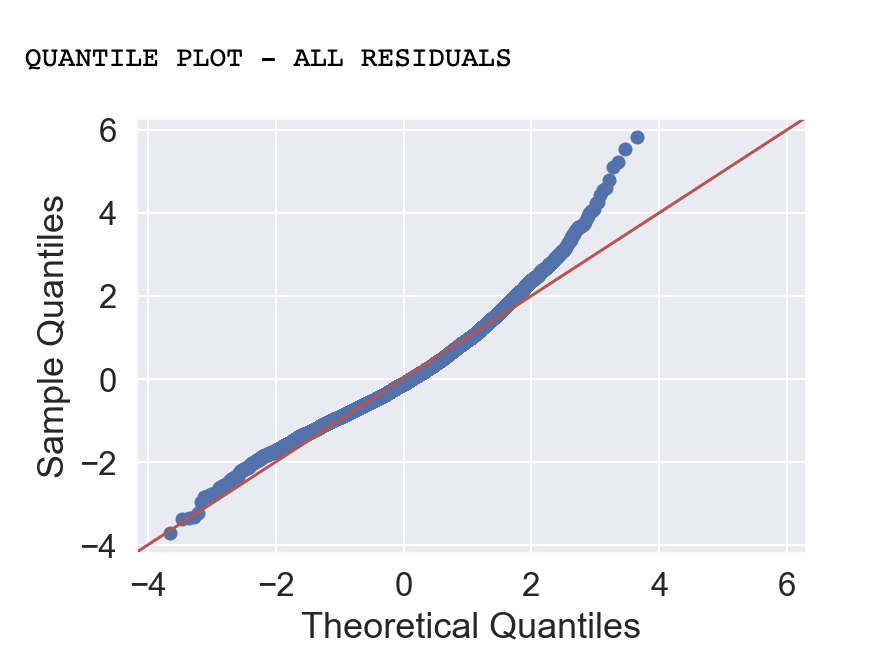 QUANTILE PLOT - ALL RESIDUALS
6
4
2
0
−2
−4
Sample Quantiles
−4 −2 0 2 4 6
Theoretical Quantiles